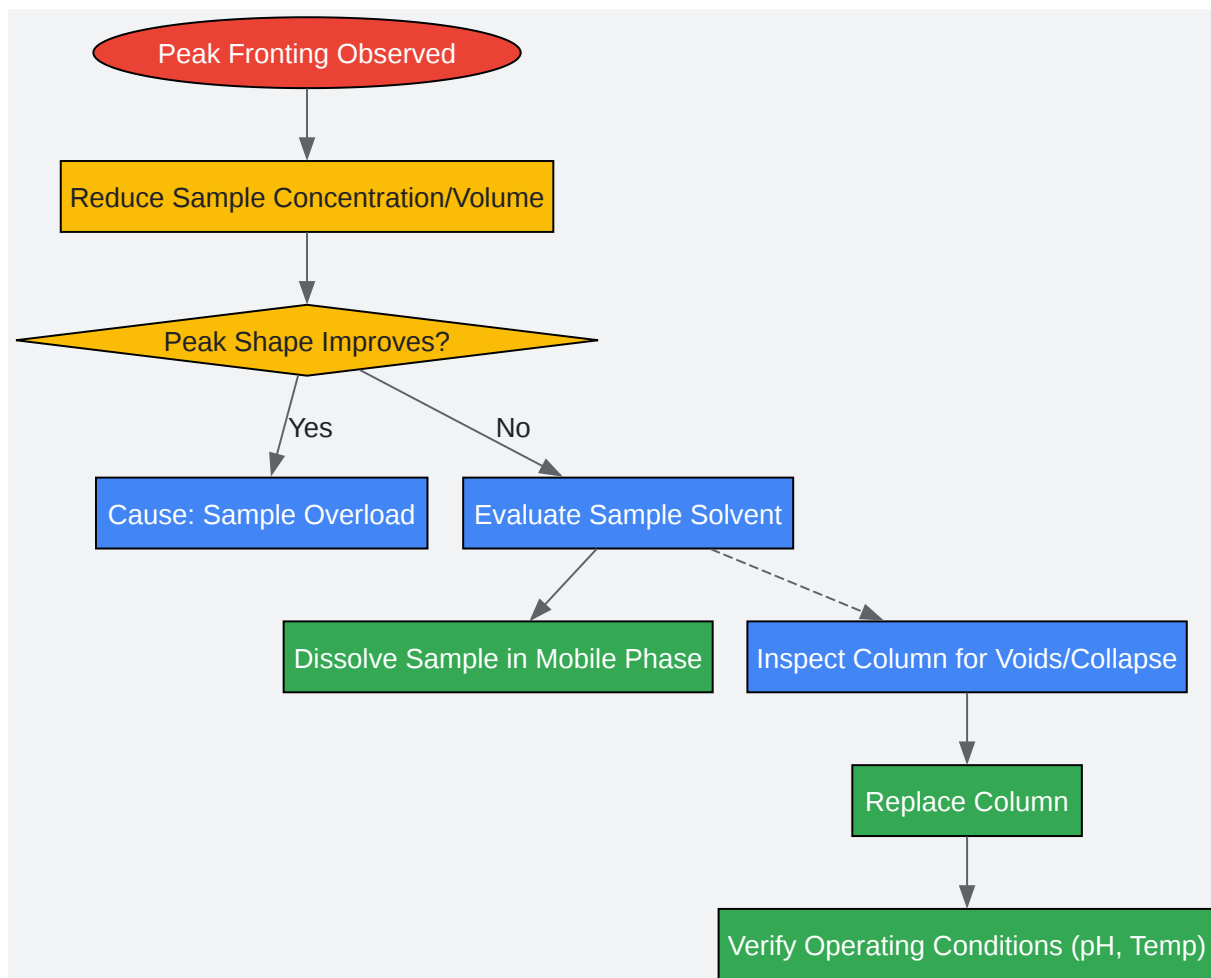 Peak Fronting Observed
Reduce Sample Concentration/Volume
Peak Shape Improves?
Yes
No
Cause: Sample Overload
Evaluate Sample Solvent
Dissolve Sample in Mobile Phase
Inspect Column for Voids/Collapse
Replace Column
Verify Operating Conditions (pH, Temp)